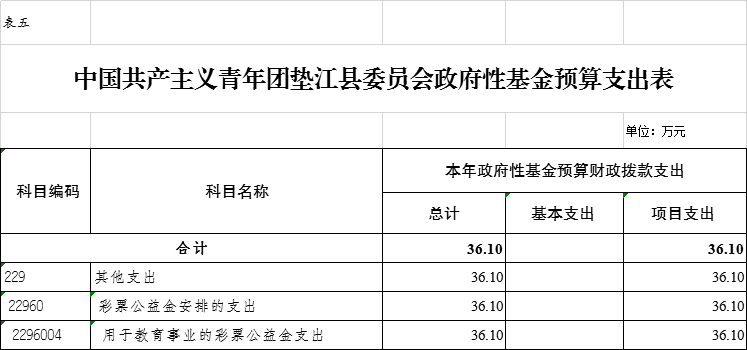 表五
中国共产主义青年团垫江县委员会政府性基金预算支出表
单位：万元
科目编码 科目名称 本年政府性基金预算财政拨款支出
总计 基本支出 项目支出
合计 36.10 36.10
229 其他支出 36.10 36.10
22960 彩票公益金安排的支出 36.10 36.10
2296004 用于教育事业的彩票公益金支出 36.10 36.10